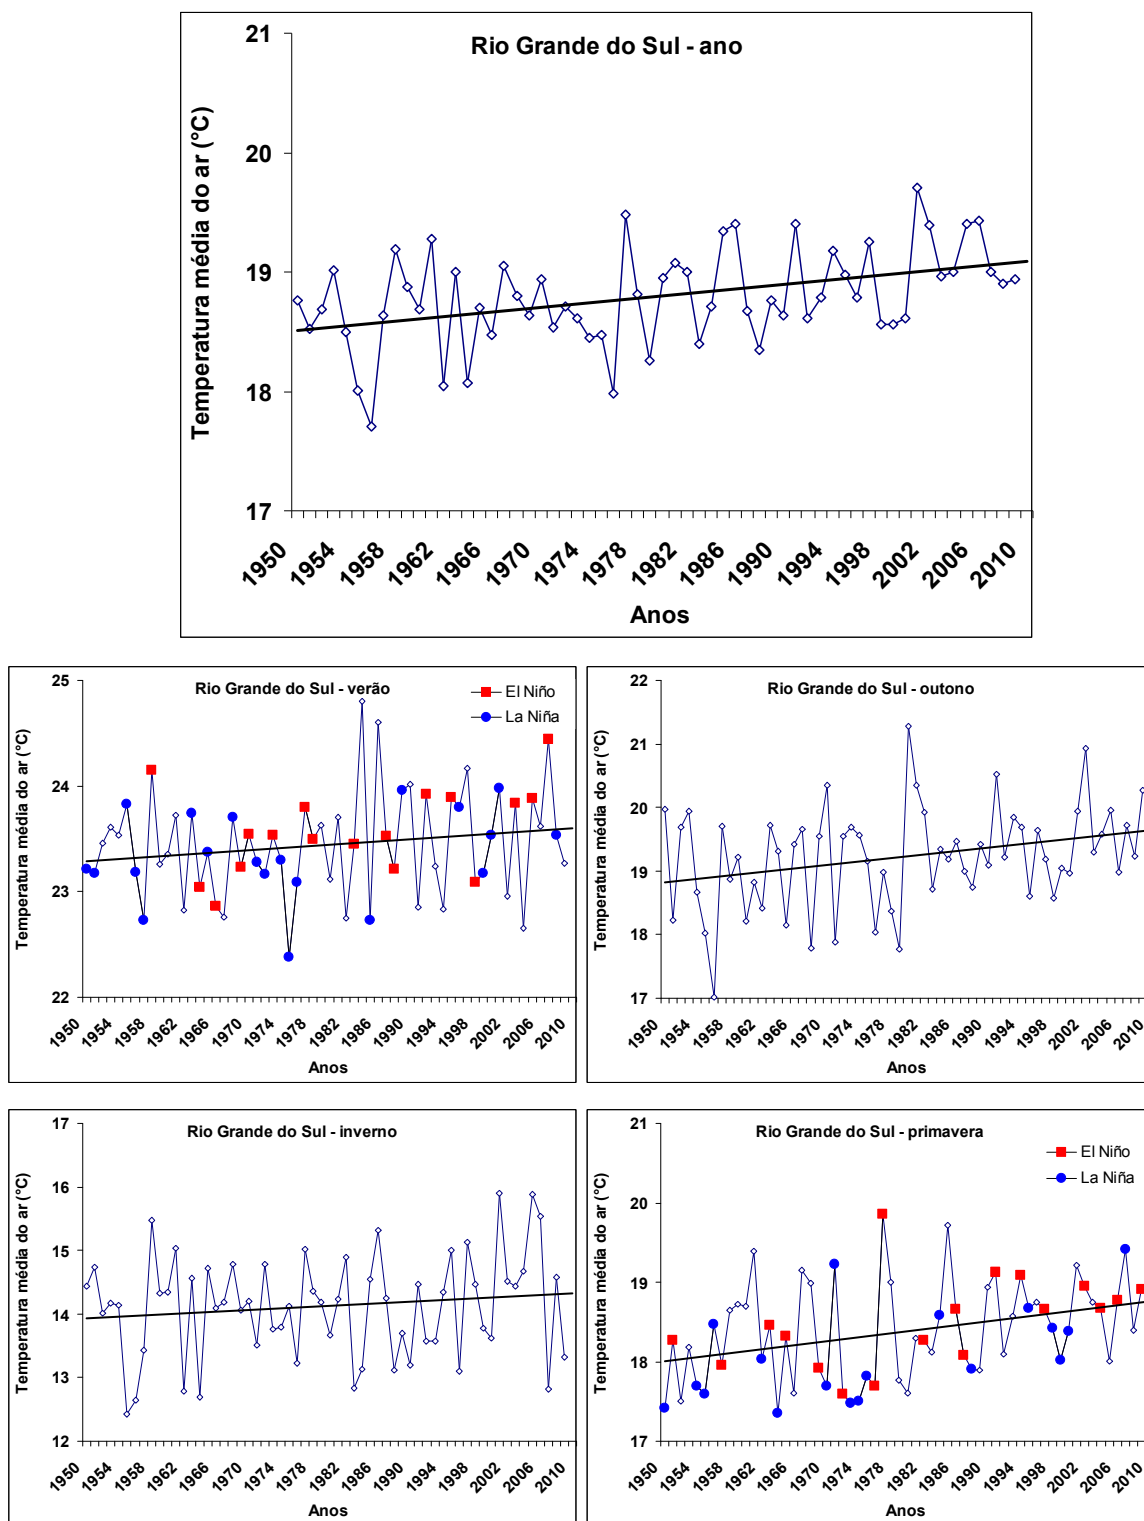 Rio Grande do Sul - ano
Temperatura média do ar (°C)
21
20
19
18
17
1950 1954 1958 1962 1966 1970 1974 1978 1982 1986 1990 1994 1998 2002 2006 2010
Anos
Rio Grande do Sul - verão
El Niño
La Niña
Temperatura média do ar (°C)
25
24
23
22
1950 1954 1958 1962 1966 1970 1974 1978 1982 1986 1990 1994 1998 2002 2006 2010
Anos
Rio Grande do Sul - outono
Temperatura média do ar (°C)
22
21
20
19
18
17
1950 1954 1958 1962 1966 1970 1974 1978 1982 1986 1990 1994 1998 2002 2006 2010
Anos
Rio Grande do Sul - inverno
Temperatura média do ar (°C)
17
16
15
14
13
12
1950 1954 1958 1962 1966 1970 1974 1978 1982 1986 1990 1994 1998 2002 2006 2010
Anos
Rio Grande do Sul - primavera
El Niño
La Niña
Temperatura média do ar (°C)
21
20
19
18
17
1950 1954 1958 1962 1966 1970 1974 1978 1982 1986 1990 1994 1998 2002 2006 2010
Anos